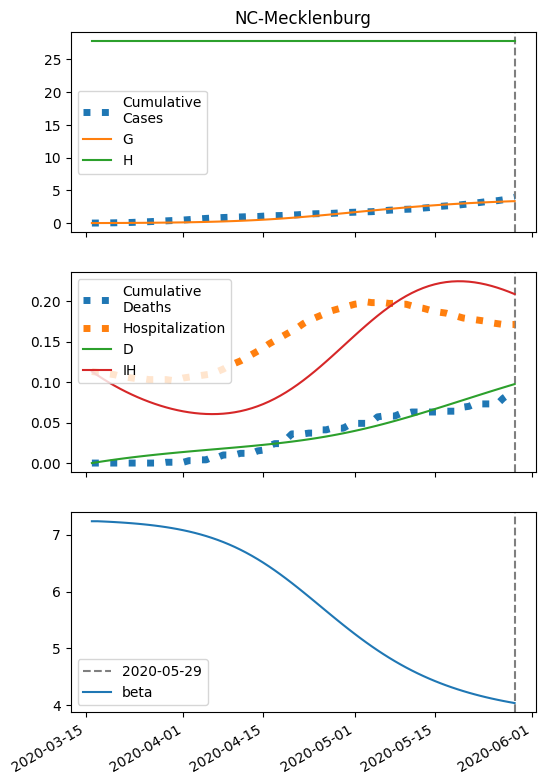 NC-Mecklenburg
25
20
15
10
5
0
Cumulative
Cases
G
H
0.20
0.15
0.10
0.05
0.00
Cumulative
Deaths
Hospitalization
D
IH
7
6
5
4
2020-05-29
beta
2020-03-15
2020-04-01
2020-04-15
2020-05-01
2020-05-15
2020-06-01